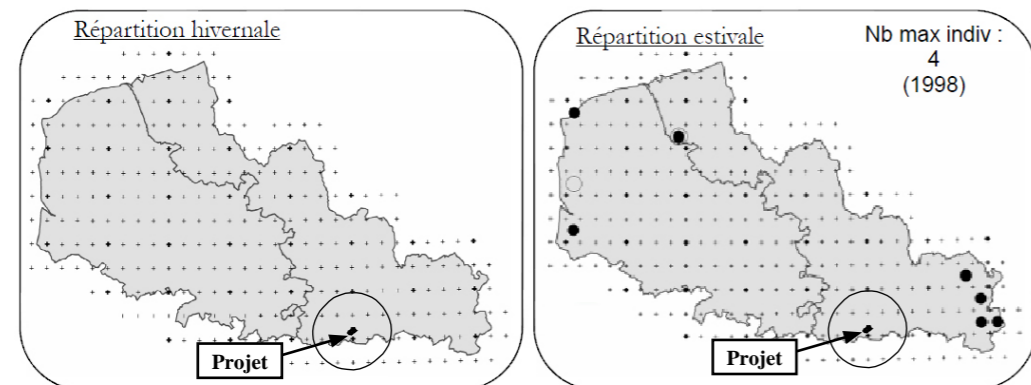 Répartition hivernale
Projet
Répartition estivale
Nb max indiv :
4
(1998)
Projet